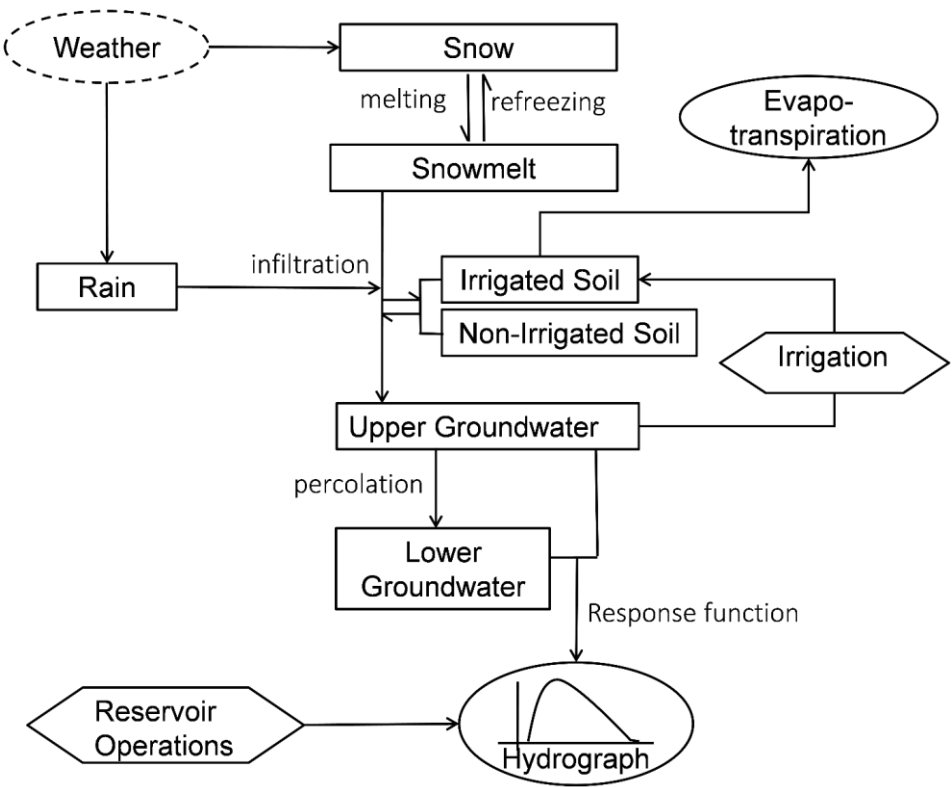 Weather
Snow
melting
refreezing
Evapo-
transpiration
Snowmelt
infiltration
Irrigated Soil
Rain
Non-Irrigated Soil
Irrigation
Upper Groundwater
percolation
Lower
Groundwater
Response function
Reservoir
Operations
Hydrograph